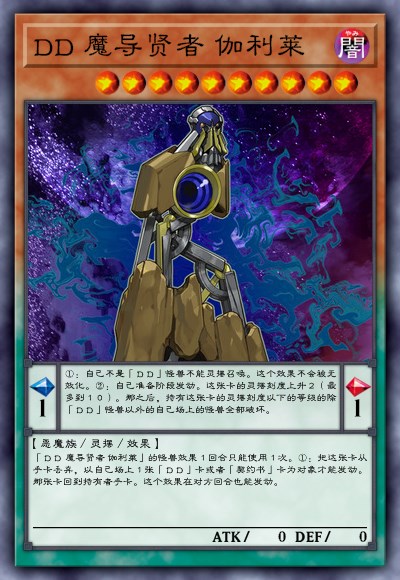 DD 魔导贤者 伽利莱
やみ
闇
①：自己不是「DD」怪兽不能灵摆召唤。这个效果不会被无
效化。②：自己准备阶段发动。这张卡的灵摆刻度上升2（最
多到10）。那之后，持有这张卡的灵摆刻度以下的等级的除
「DD」怪兽以外的自己场上的怪兽全部破坏。
1
1
【恶魔族／灵摆／效果】
「DD 魔导贤者 伽利莱」的怪兽效果1回合只能使用1次。①：把这张卡从
手卡丢弃，以自己场上1张「DD」卡或者「契约书」卡为对象才能发动。
那张卡回到持有者手卡。这个效果在对方回合也能发动。
ATK/ 0 DEF/ 0